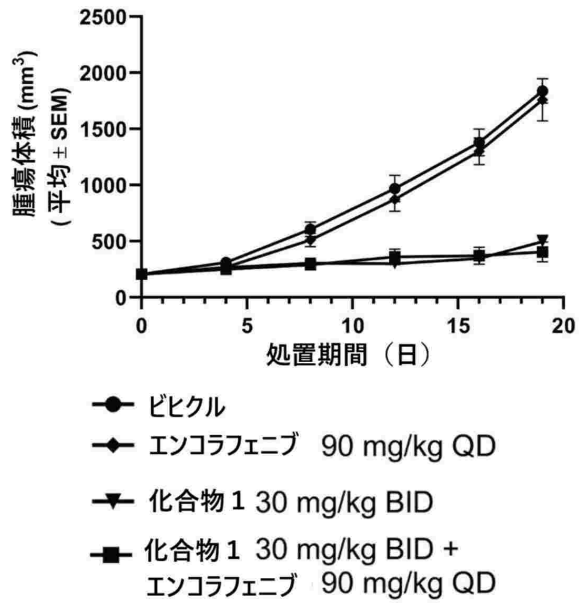 2500
2000
1500
1000
500
0
腫瘍体積 (mm³)
( 平均 ± SEM)
0 5 10 15 20
処置期間（日）
ビヒクル
エンコラフェニブ 90 mg/kg QD
化合物１ 30 mg/kg BID
化合物１ 30 mg/kg BID +
エンコラフェニブ 90 mg/kg QD